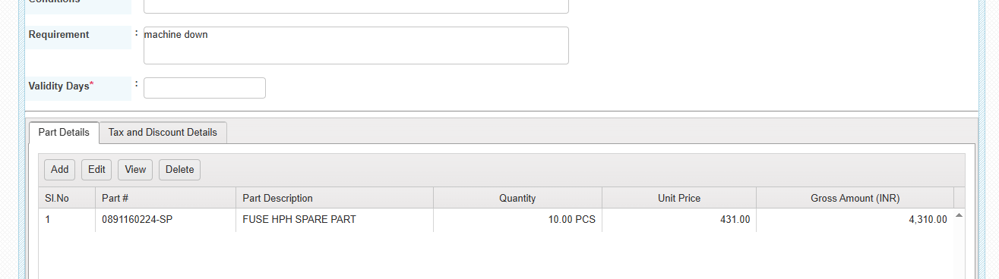 Conditions
Requirement : machine down
Validity Days* :
Part Details Tax and Discount Details
Add Edit View Delete
Sl.No Part # Part Description Quantity Unit Price Gross Amount (INR)
1 0891160224-SP FUSE HPH SPARE PART 10.00 PCS 431.00 4,310.00